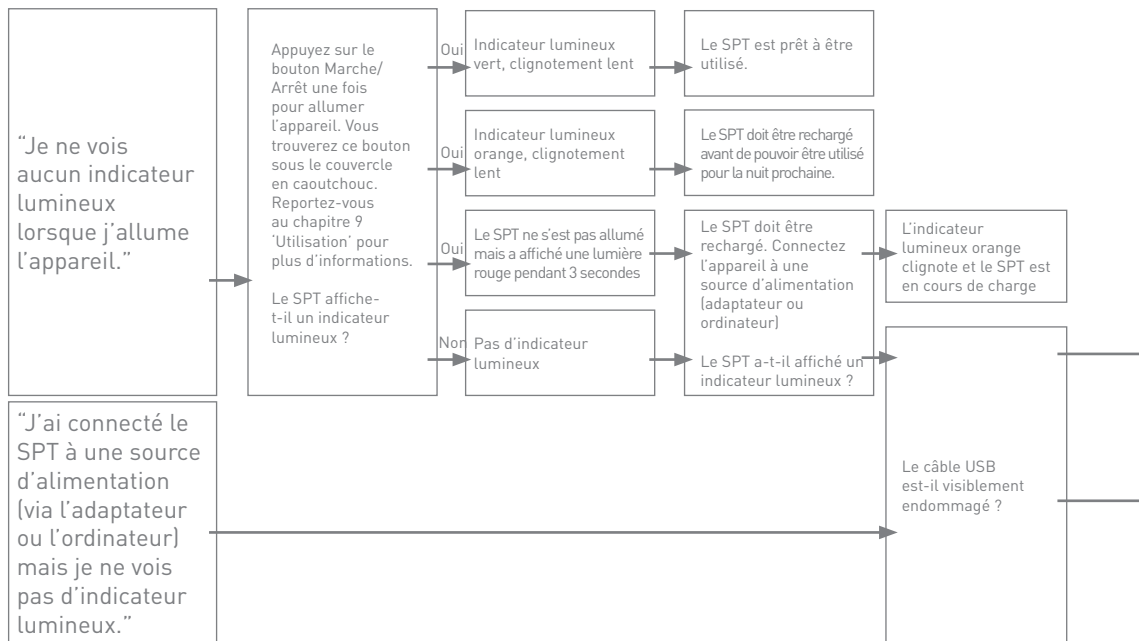 “Je ne vois
aucun indicateur
lumineux
lorsque j’allume
l’appareil.”
Appuyez sur le
bouton Marche/
Arrêt une fois
pour allumer
l’appareil. Vous
trouverez ce bouton
sous le couvercle
en caoutchouc.
Reportez-vous
au chapitre 9
‘Utilisation’ pour
plus d’informations.
Le SPT affiche-
t-il un indicateur
lumineux ?
Oui
Indicateur lumineux
vert, clignotement lent
Le SPT est prêt à être
utilisé.
Oui
Indicateur lumineux
orange, clignotement
lent
Le SPT doit être rechargé
avant de pouvoir être utilisé
pour la nuit prochaine.
Oui
Le SPT ne s’est pas allumé
mais a affiché une lumière
rouge pendant 3 secondes
Le SPT doit être
rechargé. Connectez
l’appareil à une
source d’alimentation
(adaptateur ou
ordinateur)
Le SPT a-t-il affiché un
indicateur lumineux ?
L’indicateur
lumineux orange
clignote et le SPT est
en cours de charge
Non
Pas d’indicateur
lumineux
“J’ai connecté le
SPT à une source
d’alimentation
(via l’adaptateur
ou l’ordinateur)
mais je ne vois
pas d’indicateur
lumineux.”
Le câble USB
est-il visiblement
endommagé ?